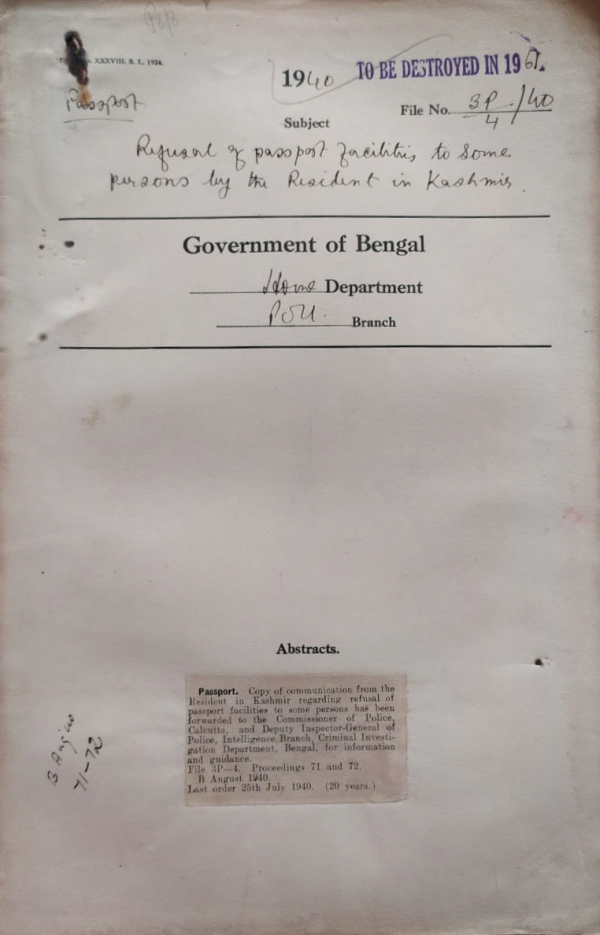 XXXVIII, S. I., 1924.
1940 TO BE DESTROYED IN 1961.
Passport
File No. 3P/4/40
Subject
Refusal of passport facilities to some
persons by the Resident in Kashmir.
Government of Bengal
Home Department
Poll. Branch
Abstracts.
Passport. Copy of communication from the
Resident in Kashmir regarding refusal of
passport facilities to some persons has been
forwarded to the Commissioner of Police,
Calcutta, and Deputy Inspector-General of
Police, Intelligence Branch, Criminal Investi-
gation Department, Bengal, for information
and guidance.
File 3P—4. Proceedings 71 and 72.
B August 1940.
Last order 25th July 1940. (20 years.)
71-72